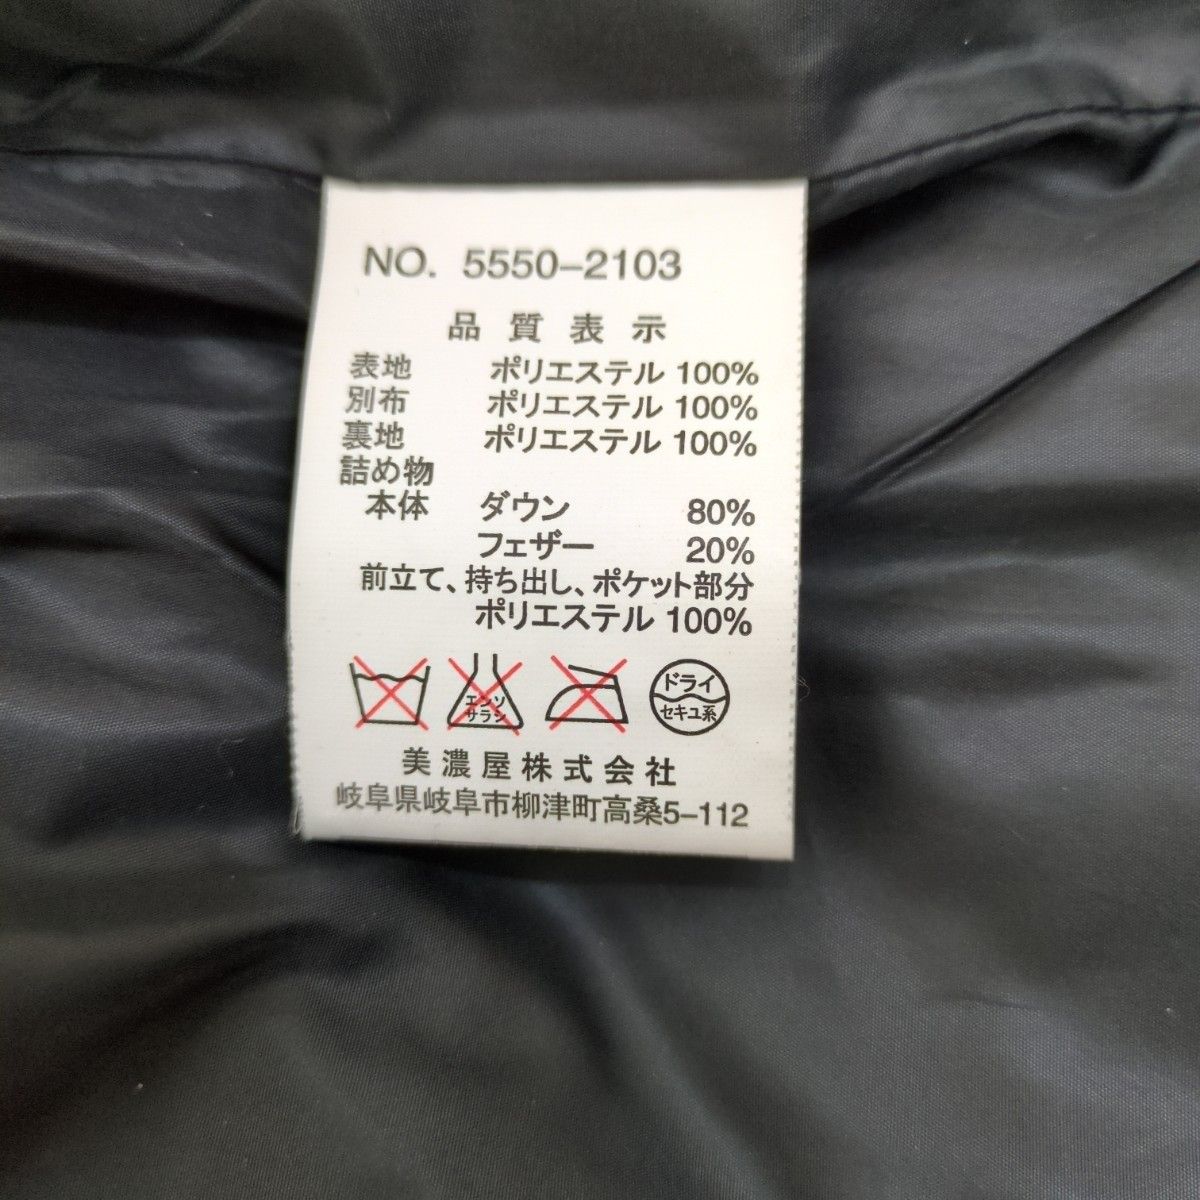 NO. 5550-2103
品質表示
表地 ポリエステル 100%
別布 ポリエステル 100%
裏地 ポリエステル 100%
詰め物
本体 ダウン 80%
フェザー 20%
前立て、持ち出し、ポケット部分
ポリエステル 100%
エンソ
サラシ
ドライ
セキユ系
美濃屋株式会社
岐阜県岐阜市柳津町高桑5-112